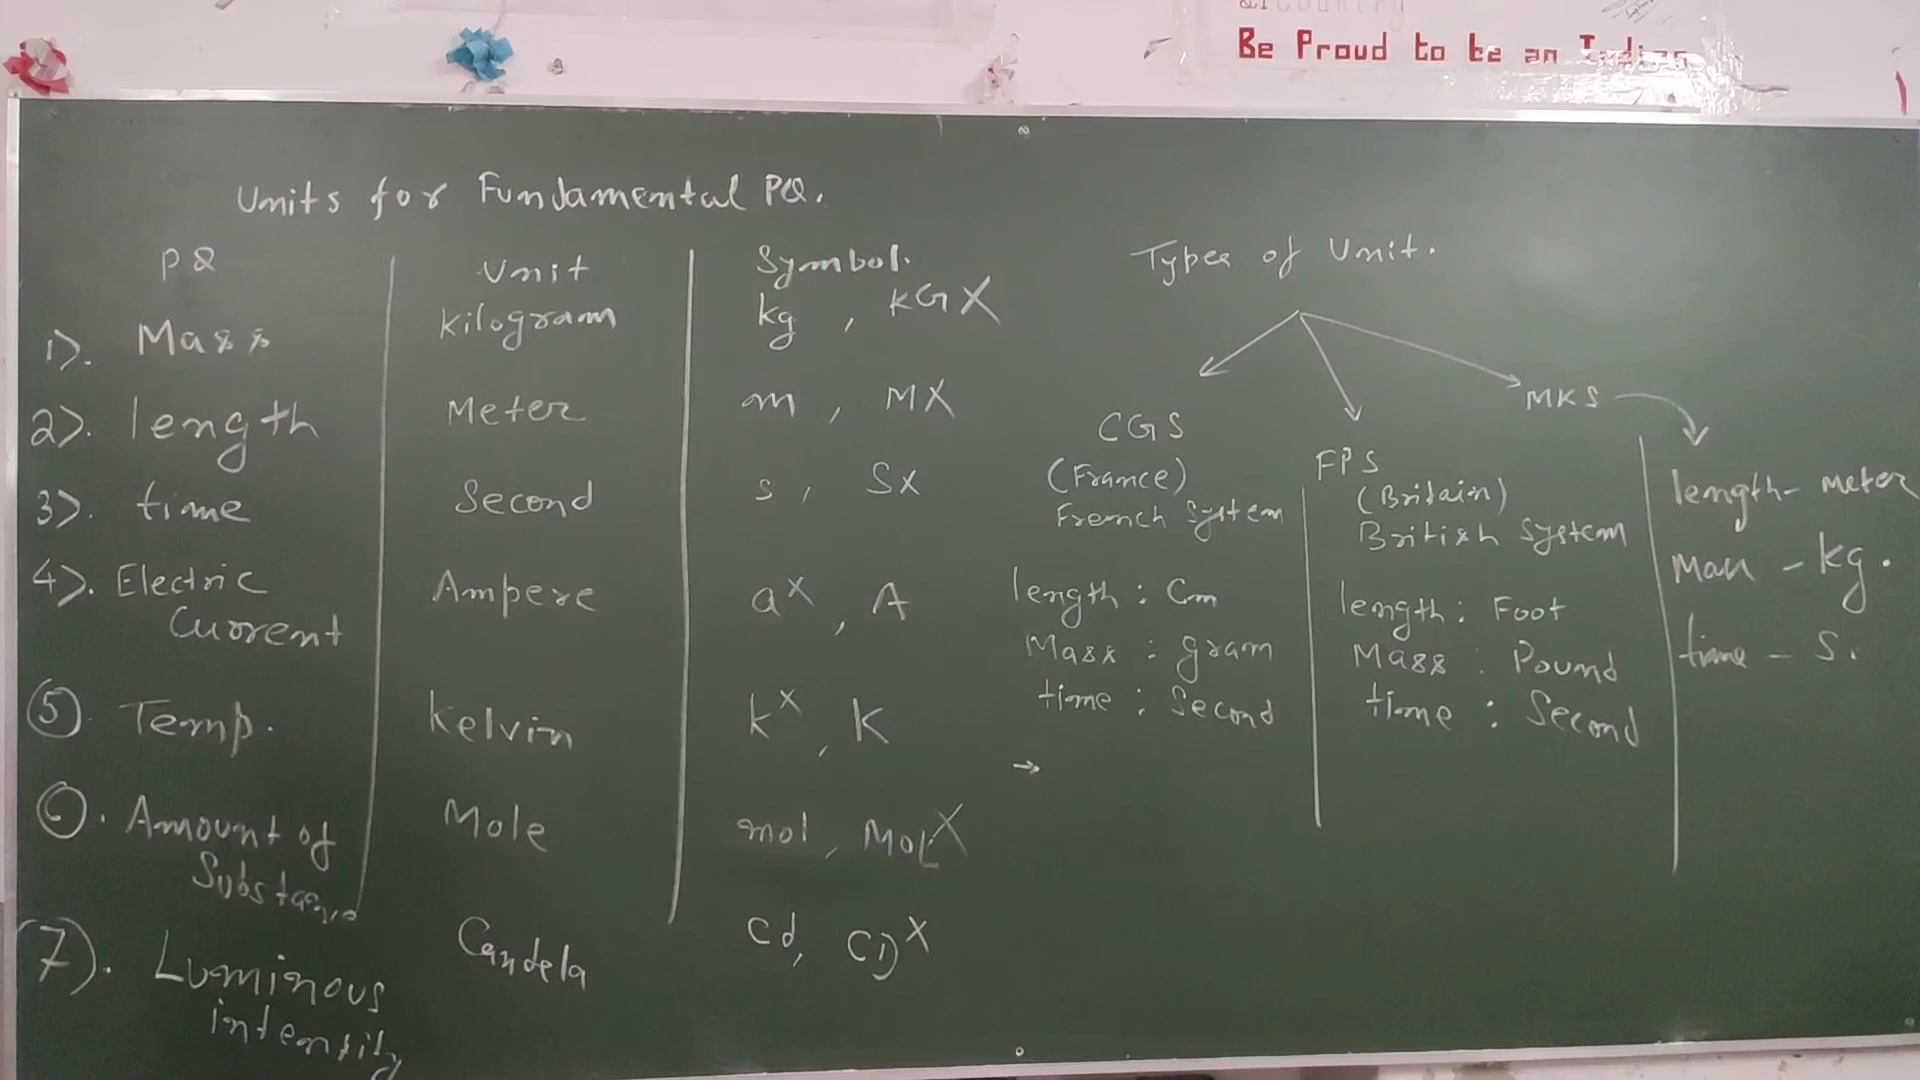 Be Proud to be an Indian
Units for Fundamental PQ.
PQ Unit Symbol.
1). Mass Kilogram kg , KG X
2). length Meter m , M X
3). time Second s , S X
4). Electric Current Ampere a X , A
5. Temp. Kelvin k X , K
6. Amount of Substance Mole mol , MOL X
7). Luminous intensity Candela Cd, CD X
Types of Unit.
CGS
(France)
French System
length : Cm
Mass : gram
time : Second
→
FPS
(Britain)
British System
length : Foot
Mass : Pound
time : Second
MKS
length - meter
Mass - kg.
time - S.